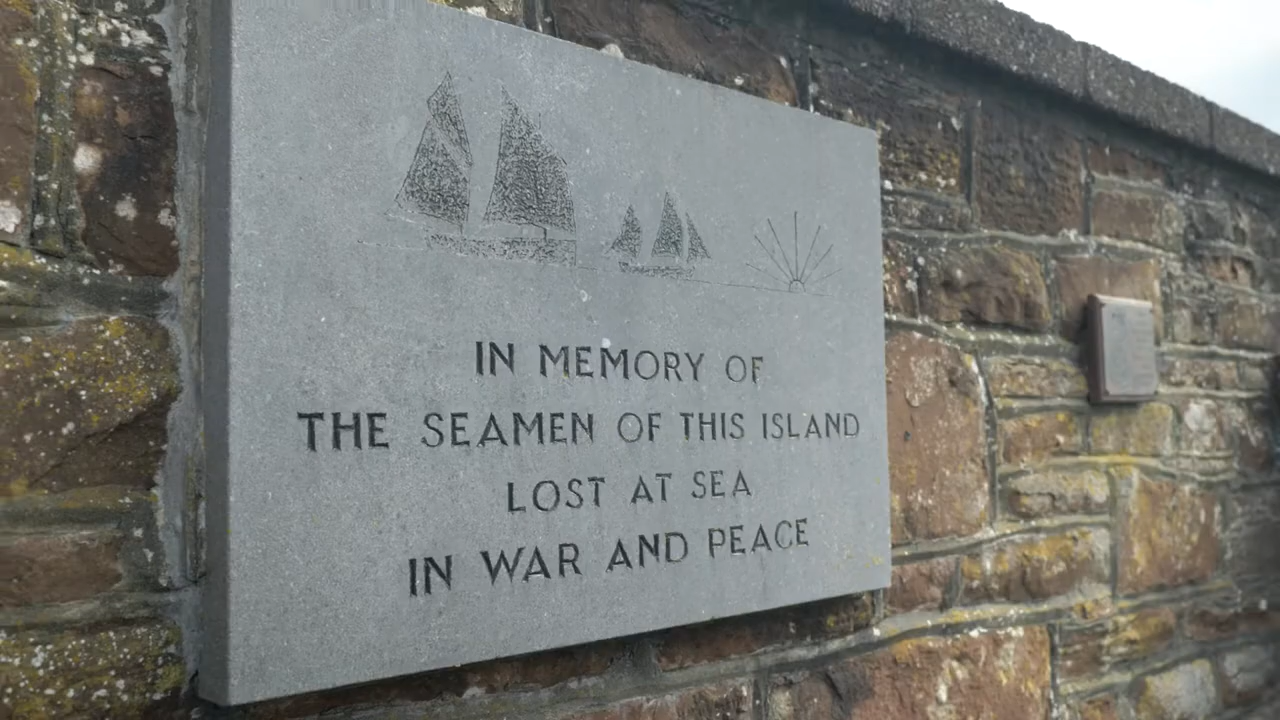 IN MEMORY OF
THE SEAMEN OF THIS ISLAND
LOST AT SEA
IN WAR AND PEACE